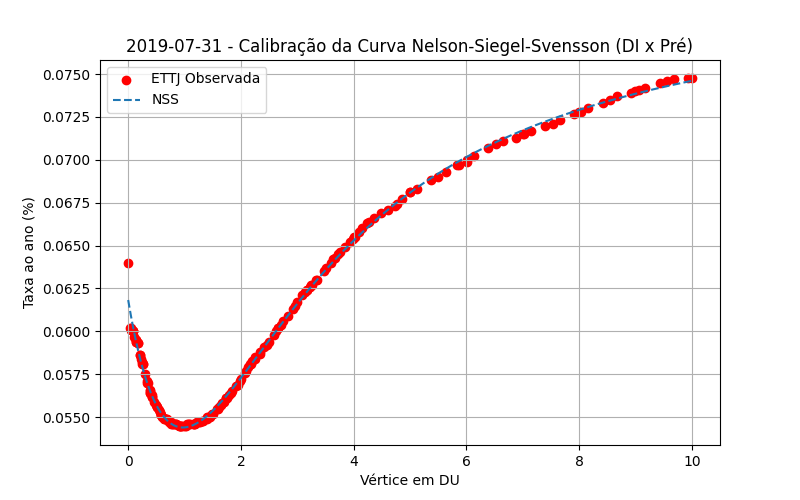 2019-07-31 - Calibração da Curva Nelson-Siegel-Svensson (DI x Pré)
ETTJ Observada
NSS
Taxa ao ano (%)
0.0750
0.0725
0.0700
0.0675
0.0650
0.0625
0.0600
0.0575
0.0550
0 2 4 6 8 10
Vértice em DU